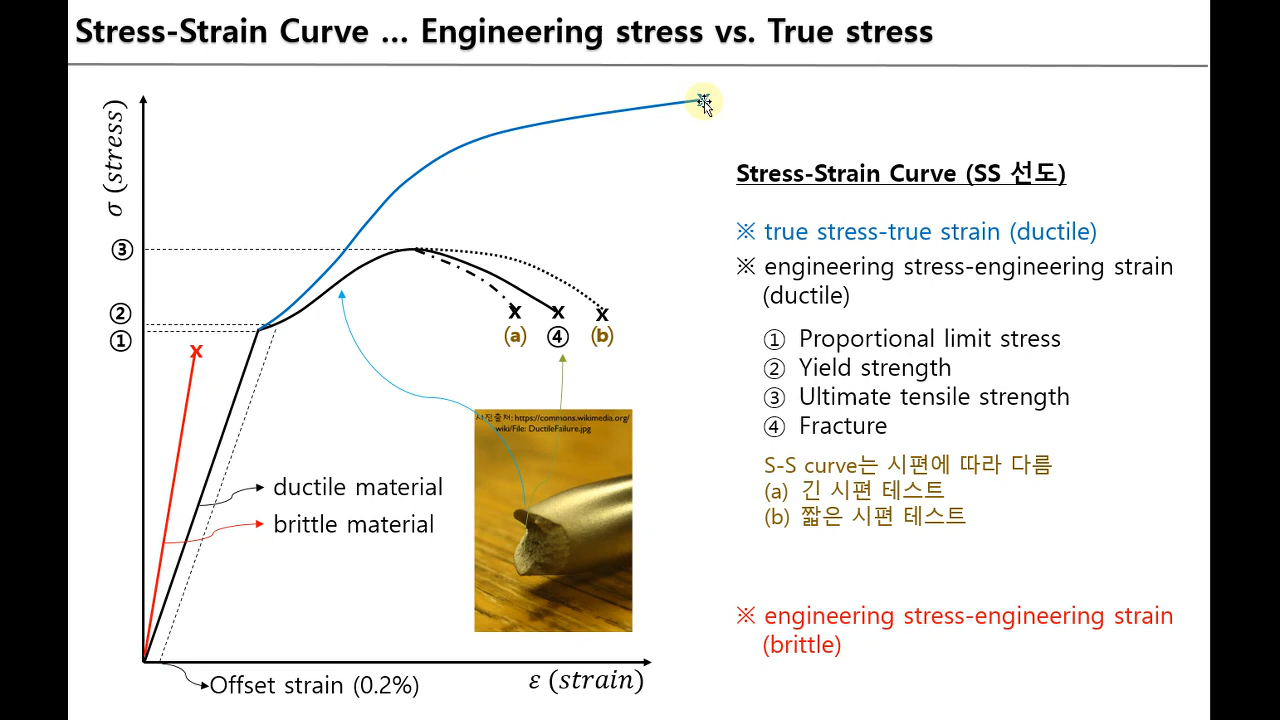 Stress-Strain Curve … Engineering stress vs. True stress
σ (stress)
③
②
①
x
x
x
x
(a)
④
(b)
사진출처: https://commons.wikimedia.org/
wiki/File: DuctileFailure.jpg
ductile material
brittle material
Offset strain (0.2%)
ε (strain)
Stress-Strain Curve (SS 선도)
※ true stress-true strain (ductile)
※ engineering stress-engineering strain
(ductile)
① Proportional limit stress
② Yield strength
③ Ultimate tensile strength
④ Fracture
S-S curve는 시편에 따라 다름
(a) 긴 시편 테스트
(b) 짧은 시편 테스트
※ engineering stress-engineering strain
(brittle)